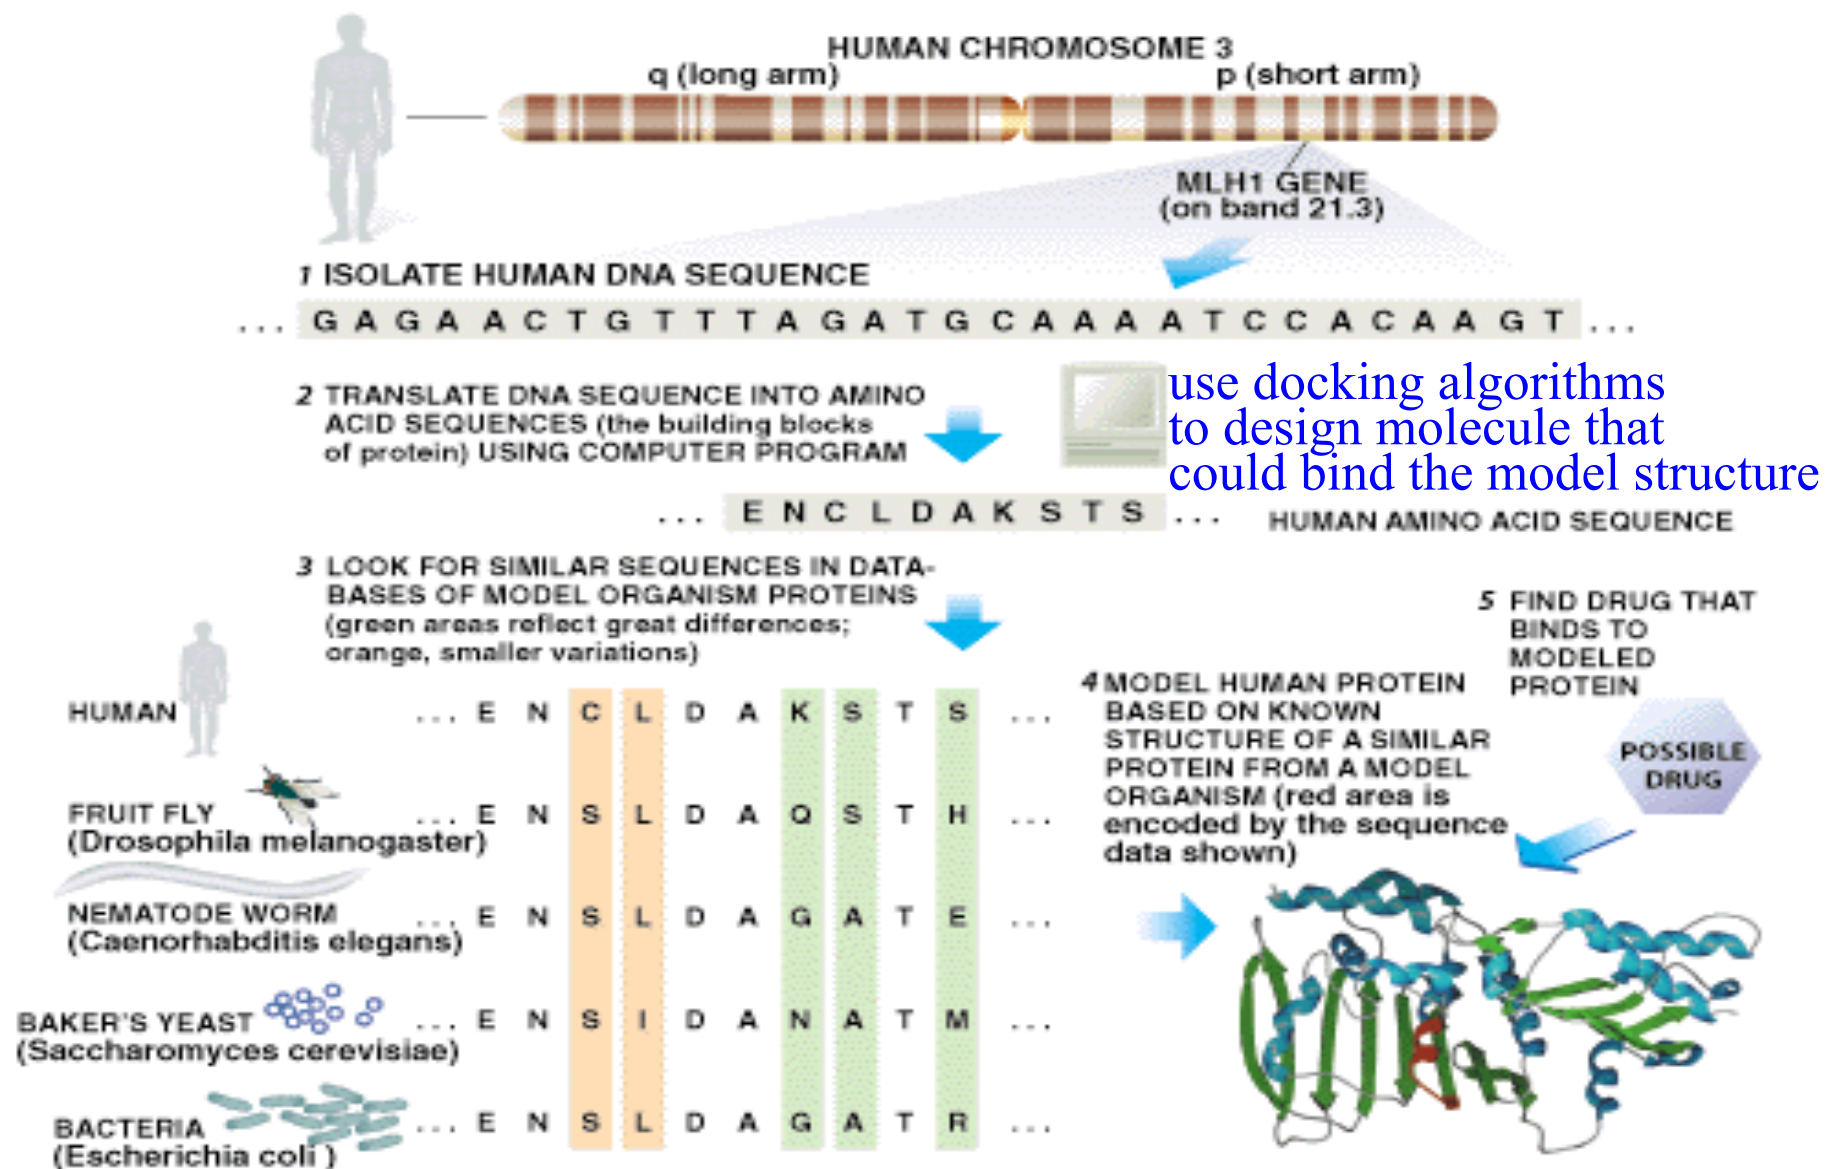 HUMAN CHROMOSOME 3
q (long arm)
p (short arm)
MLH1 GENE
(on band 21.3)
1 ISOLATE HUMAN DNA SEQUENCE
... G A G A A C T G T T T A G A T G C A A A A T C C A C A A G T ...
2 TRANSLATE DNA SEQUENCE INTO AMINO
ACID SEQUENCES (the building blocks
of protein) USING COMPUTER PROGRAM
use docking algorithms
to design molecule that
could bind the model structure
... E N C L D A K S T S ...
HUMAN AMINO ACID SEQUENCE
3 LOOK FOR SIMILAR SEQUENCES IN DATA-
BASES OF MODEL ORGANISM PROTEINS
(green areas reflect great differences;
orange, smaller variations)
HUMAN
... E N C L D A K S T S ...
FRUIT FLY
(Drosophila melanogaster)
... E N S L D A Q S T H ...
NEMATODE WORM
(Caenorhabditis elegans)
... E N S L D A G A T E ...
BAKER'S YEAST
(Saccharomyces cerevisiae)
... E N S I D A N A T M ...
BACTERIA
(Escherichia coli )
... E N S L D A G A T R ...
4 MODEL HUMAN PROTEIN
BASED ON KNOWN
STRUCTURE OF A SIMILAR
PROTEIN FROM A MODEL
ORGANISM (red area is
encoded by the sequence
data shown)
5 FIND DRUG THAT
BINDS TO
MODELED
PROTEIN
POSSIBLE
DRUG